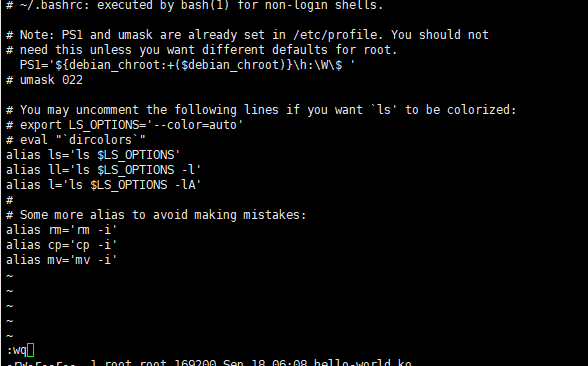 # ~/.bashrc: executed by bash(1) for non-login shells.
# Note: PS1 and umask are already set in /etc/profile. You should not
# need this unless you want different defaults for root.
PS1='${debian_chroot:+($debian_chroot)}\h:\W\$ '
# umask 022
# You may uncomment the following lines if you want `ls' to be colorized:
# export LS_OPTIONS='--color=auto'
# eval "`dircolors`"
alias ls='ls $LS_OPTIONS'
alias ll='ls $LS_OPTIONS -l'
alias l='ls $LS_OPTIONS -lA'
#
# Some more alias to avoid making mistakes:
alias rm='rm -i'
alias cp='cp -i'
alias mv='mv -i'
~
~
~
~
~
:wq
-rw-r--r-- 1 root root 169200 Sep 18 06:08 hello-world.ko